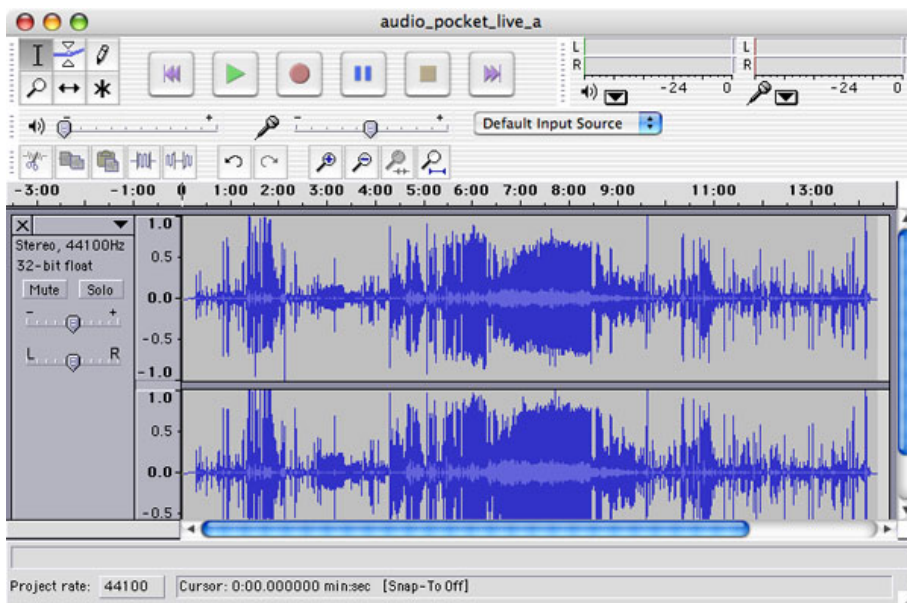 audio_pocket_live_a
L
R
-24 0
L
R
-24 0
- +
- +
Default Input Source
-3:00 -1:00 0 1:00 2:00 3:00 4:00 5:00 6:00 7:00 8:00 9:00 11:00 13:00
X
Stereo, 44100Hz
32-bit float
Mute Solo
- +
L R
1.0
0.5
0.0
-0.5
-1.0
1.0
0.5
0.0
-0.5
Project rate: 44100 Cursor: 0:00.000000 min:sec [Snap-To Off]